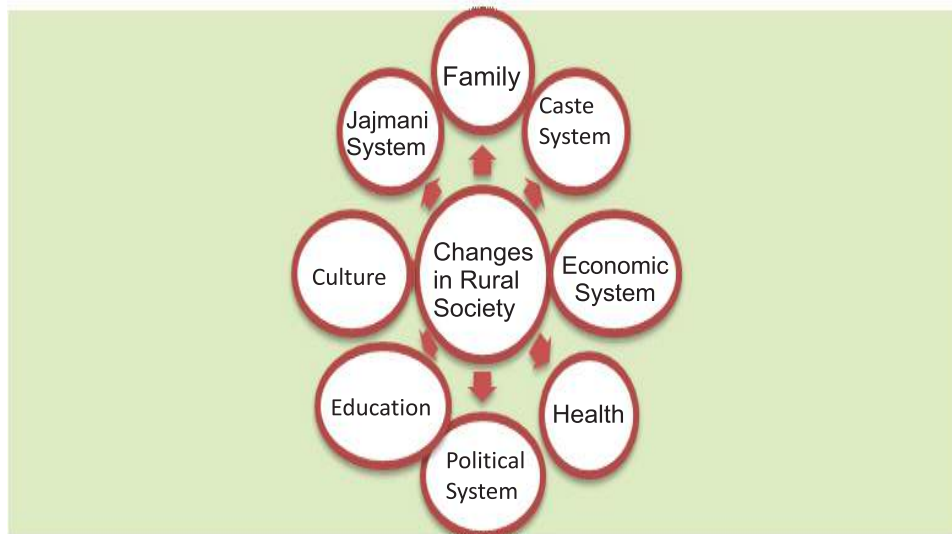 Family
Caste
System
Jajmani
System
Changes
in Rural
Society
Culture
Economic
System
Education
Health
Political
System